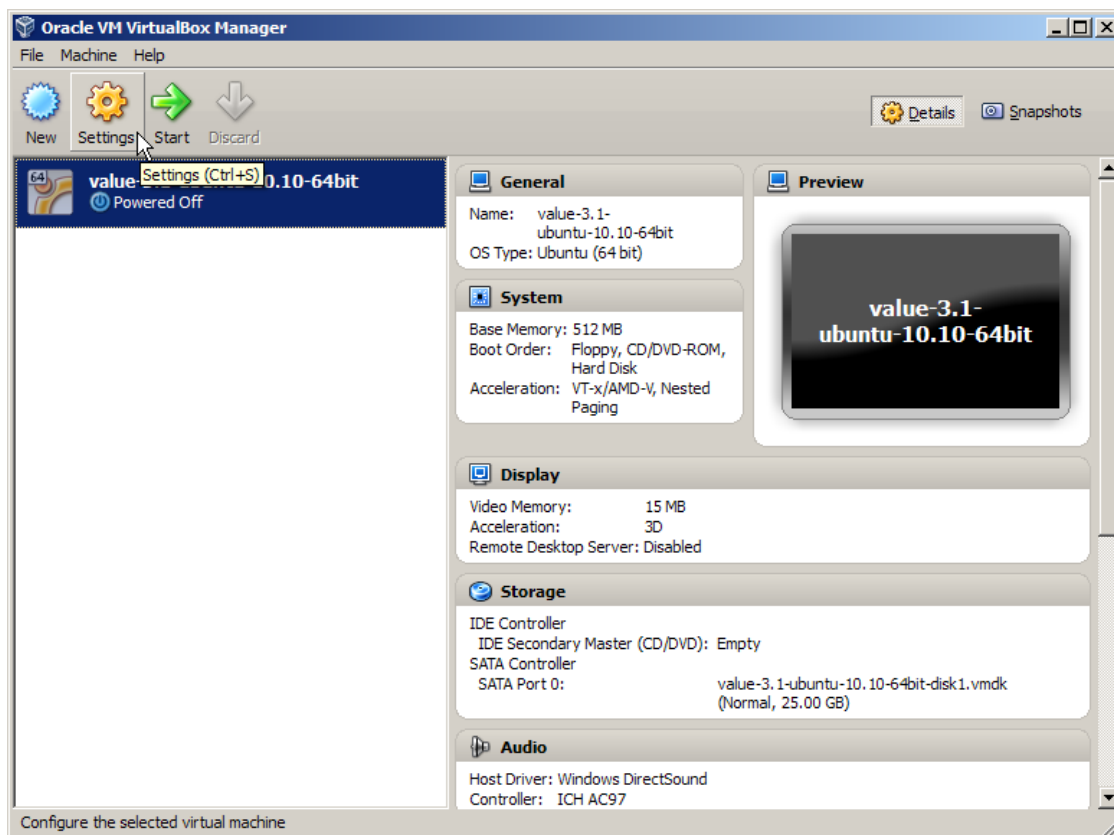 Oracle VM VirtualBox Manager
File Machine Help
New Settings Start Discard
Details Snapshots
Settings (Ctrl+S)
64
value- 0.10-64bit
Powered Off
General
Name: value-3.1-
ubuntu-10.10-64bit
OS Type: Ubuntu (64 bit)
Preview
value-3.1-
ubuntu-10.10-64bit
System
Base Memory: 512 MB
Boot Order: Floppy, CD/DVD-ROM,
Hard Disk
Acceleration: VT-x/AMD-V, Nested
Paging
Display
Video Memory: 15 MB
Acceleration: 3D
Remote Desktop Server: Disabled
Storage
IDE Controller
IDE Secondary Master (CD/DVD): Empty
SATA Controller
SATA Port 0: value-3.1-ubuntu-10.10-64bit-disk1.vmdk
(Normal, 25.00 GB)
Audio
Host Driver: Windows DirectSound
Controller: ICH AC97
Configure the selected virtual machine